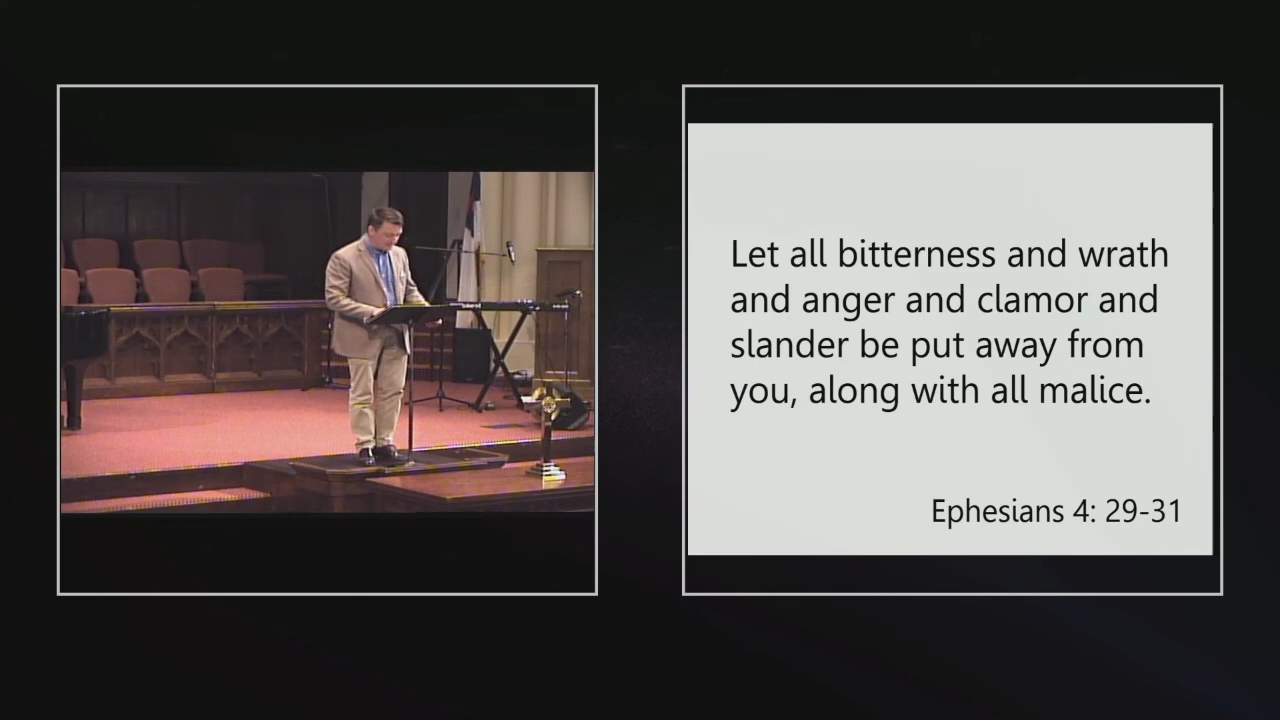 Let all bitterness and wrath
and anger and clamor and
slander be put away from
you, along with all malice.
Ephesians 4: 29-31